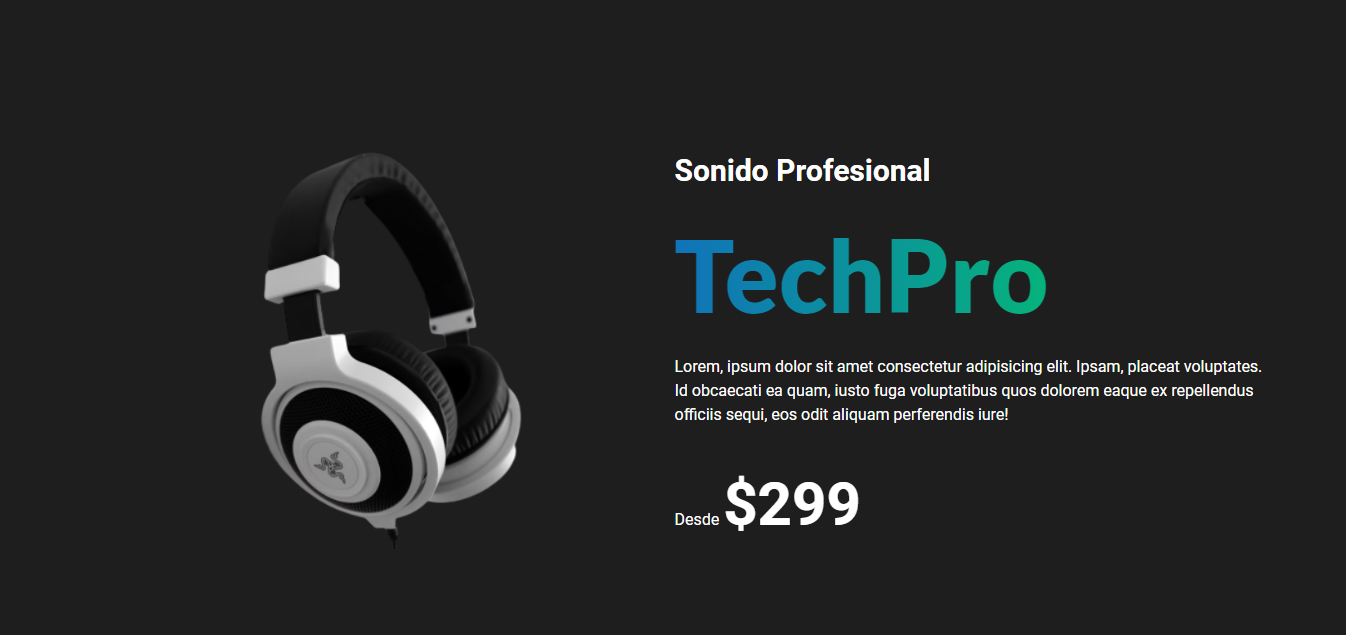 Sonido Profesional
TechPro
Lorem, ipsum dolor sit amet consectetur adipisicing elit. Ipsam, placeat voluptates.
Id obcaecati ea quam, iusto fuga voluptatibus quos dolorem eaque ex repellendus
officiis sequi, eos odit aliquam perferendis iure!
Desde $299